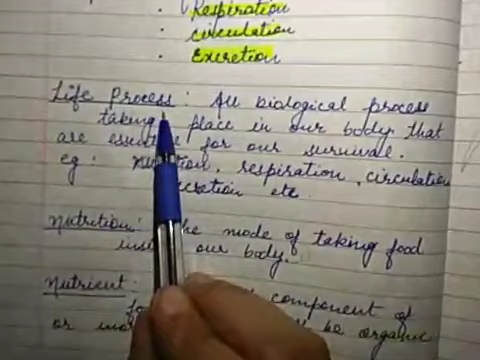 Respiration
circulation
Excretion
Life Process : All biological process
taking place in our body that
are essential for our survival.
eg : nutrition, respiration, circulation
excretion etc.
Nutrition : The mode of taking food
inside our body.
Nutrient :
component of
or be organic